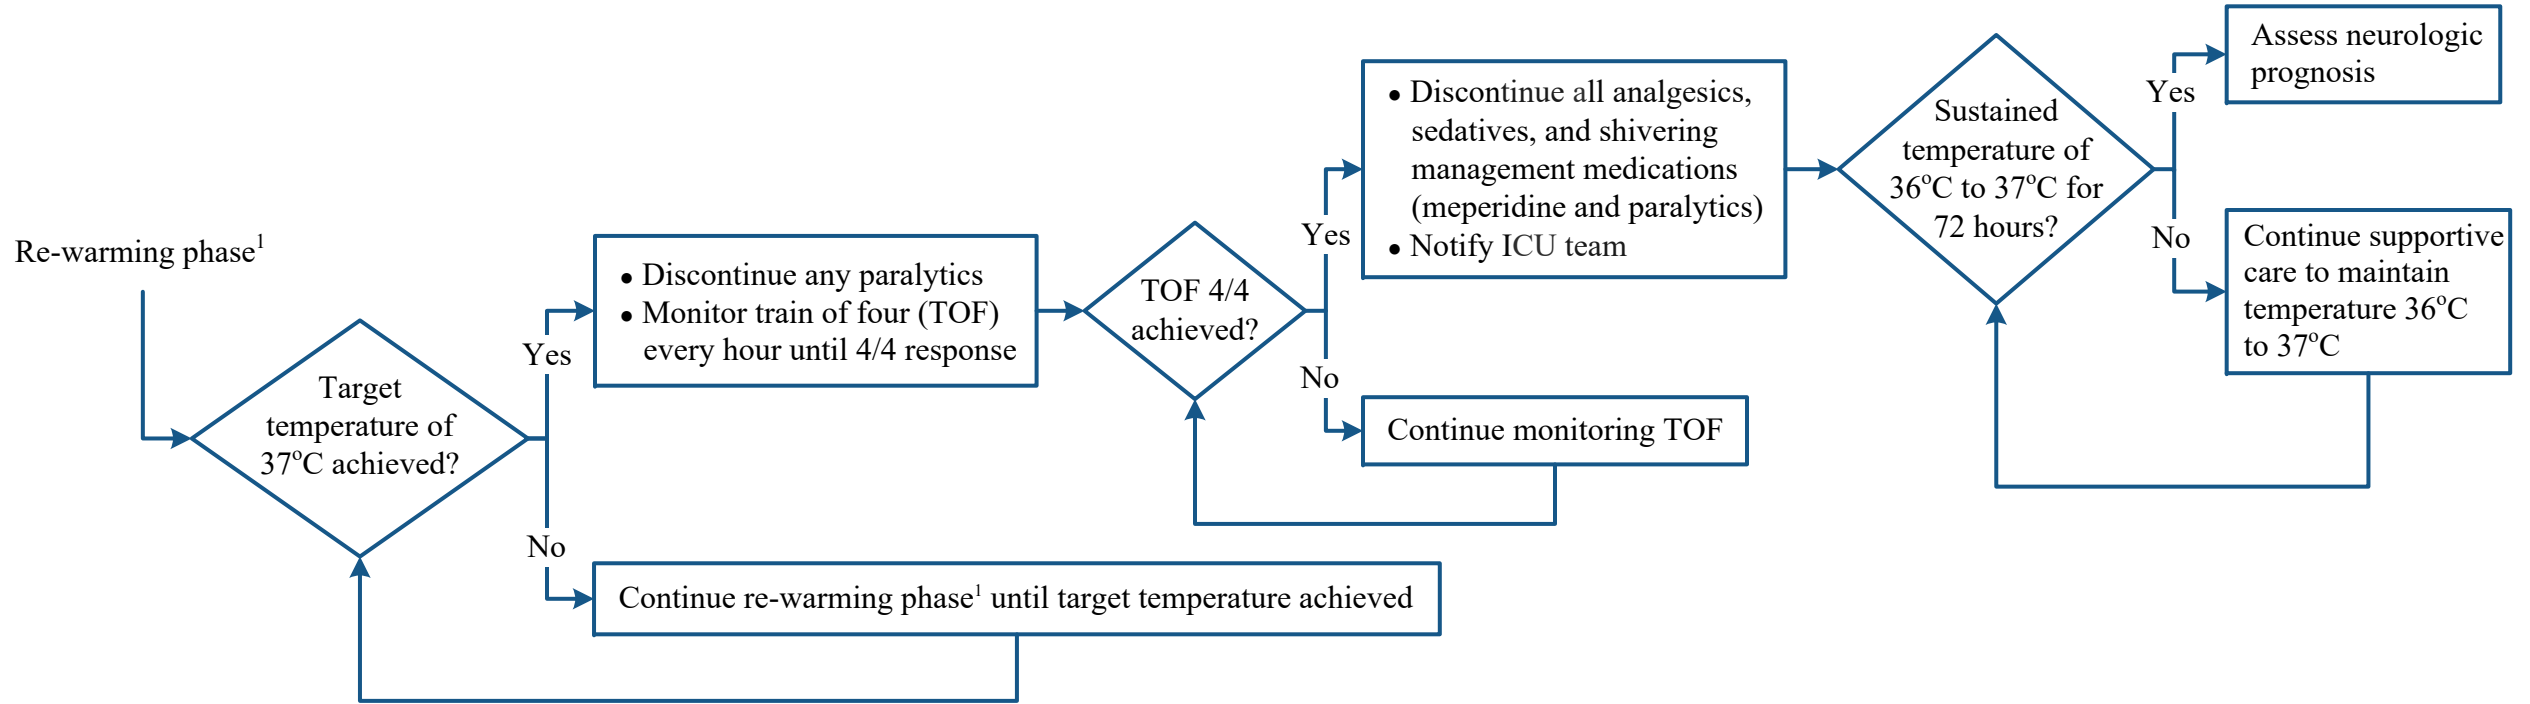 Re-warming phase¹
Target
temperature of
37°C achieved?
Yes
No
• Discontinue any paralytics
• Monitor train of four (TOF)
every hour until 4/4 response
Continue re-warming phase¹ until target temperature achieved
TOF 4/4
achieved?
Yes
No
• Discontinue all analgesics,
sedatives, and shivering
management medications
(meperidine and paralytics)
• Notify ICU team
Continue monitoring TOF
Sustained
temperature of
36°C to 37°C for
72 hours?
Yes
No
Assess neurologic
prognosis
Continue supportive
care to maintain
temperature 36°C
to 37°C